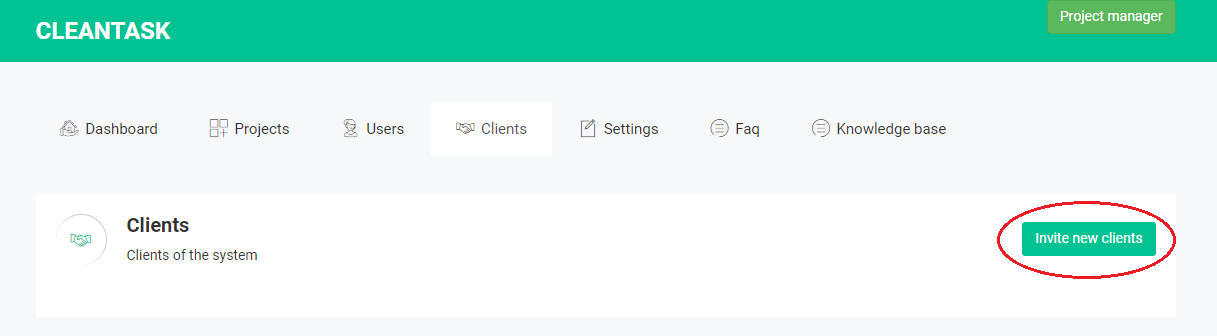 CLEANTASK
Project manager
Dashboard Projects Users Clients Settings Faq Knowledge base
Clients
Clients of the system
Invite new clients